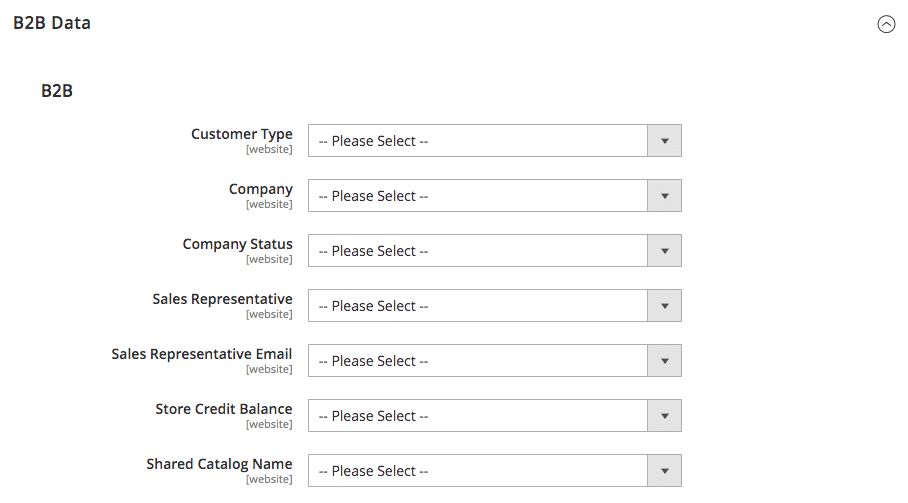 B2B Data
B2B
Customer Type
[website]
-- Please Select --
Company
[website]
-- Please Select --
Company Status
[website]
-- Please Select --
Sales Representative
[website]
-- Please Select --
Sales Representative Email
[website]
-- Please Select --
Store Credit Balance
[website]
-- Please Select --
Shared Catalog Name
[website]
-- Please Select --